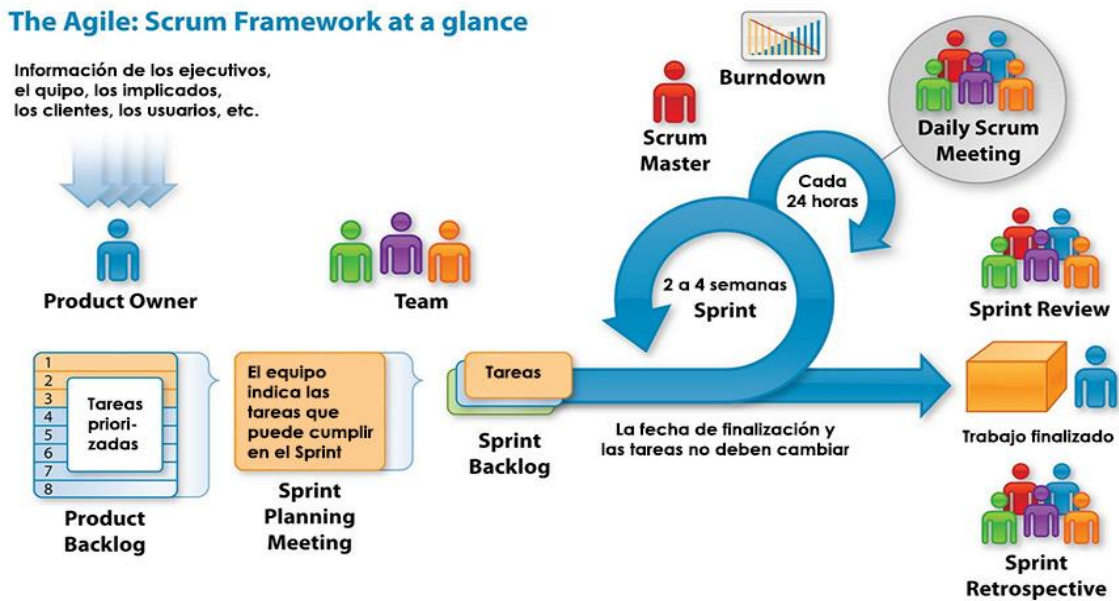 The Agile: Scrum Framework at a glance
Información de los ejecutivos,
el quipo, los implicados,
los clientes, los usuarios, etc.
Product Owner
Team
Scrum
Master
Burndown
Daily Scrum
Meeting
Cada
24 horas
2 a 4 semanas
Sprint
Sprint Review
1
2
3
4
5
6
7
8
Tareas
priori-
zadas
Product
Backlog
El equipo
indica las
tareas que
puede cumplir
en el Sprint
Sprint
Planning
Meeting
Tareas
Sprint
Backlog
La fecha de finalización y
las tareas no deben cambiar
Trabajo finalizado
Sprint
Retrospective